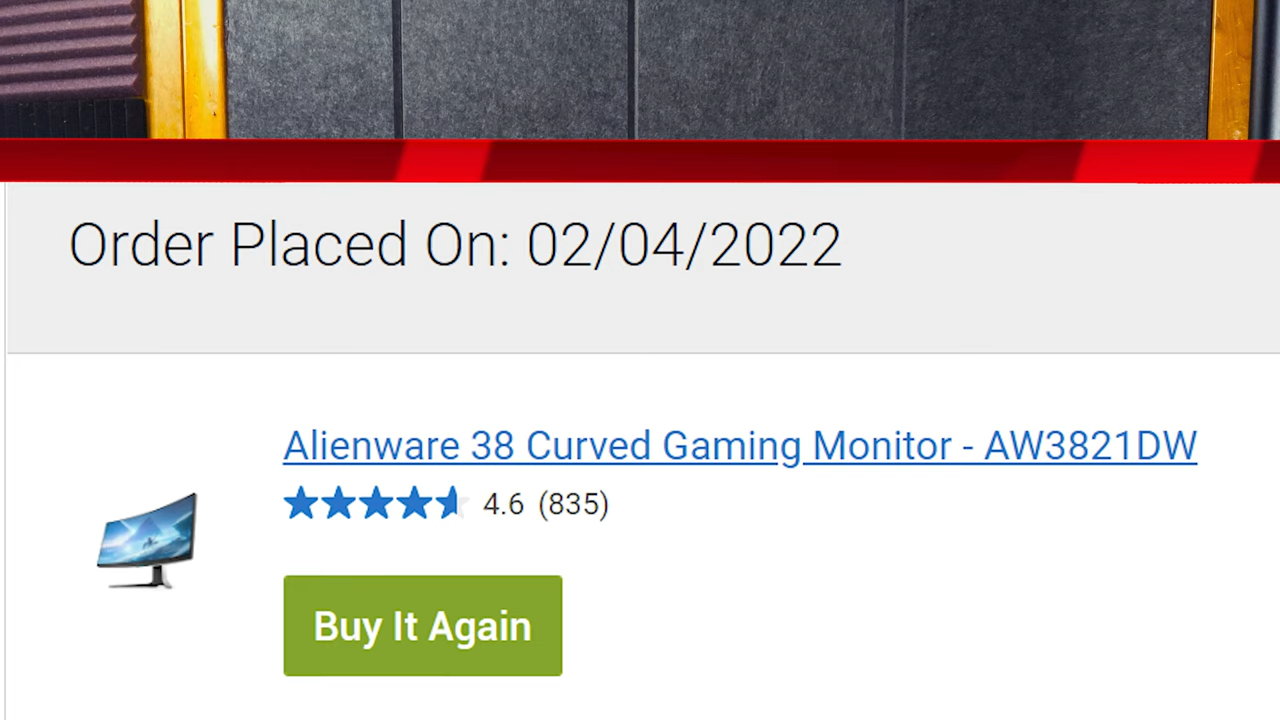 Order Placed On: 02/04/2022
Alienware 38 Curved Gaming Monitor - AW3821DW
4.6 (835)
Buy It Again